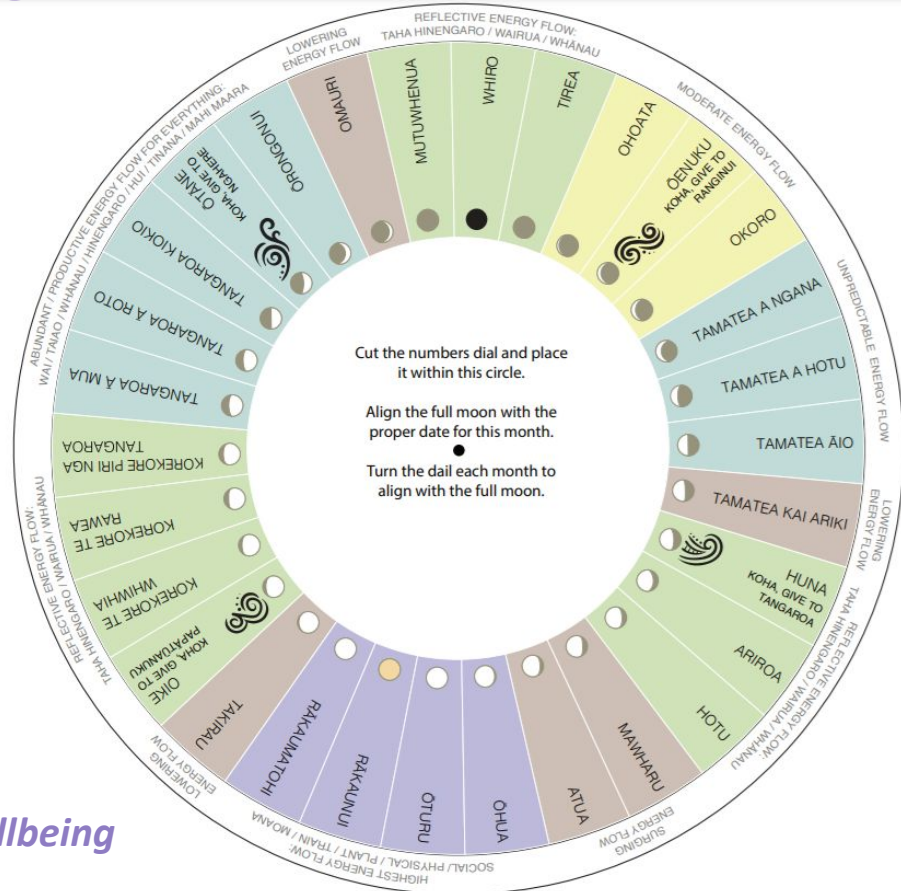 REFLECTIVE ENERGY FLOW:
TAHA HINENGARO / WAIRUA / WHĀNAU
MUTUWHENUA
WHIRO
TIREA
MODERATE ENERGY FLOW
OHOATA
ŌENUKU
KOHA, GIVE TO
RANGINUI
OKORO
UNPREDICTABLE ENERGY FLOW
TAMATEA A NGANA
TAMATEA A HOTU
TAMATEA ĀIO
LOWERING
ENERGY FLOW
TAMATEA KAI ARIKI
REFLECTIVE ENERGY FLOW:
TAHA HINENGARO / WAIRUA / WHĀNAU
HUNA
KOHA, GIVE TO
TANGAROA
ARIROA
HOTU
SURGING
ENERGY FLOW
MAWHARU
ATUA
HIGHEST ENERGY FLOW:
SOCIAL / PHYSICAL / PLANT / TRAIN / MOANA
ŌHUA
ŌTURU
RĀKAUNUI
RĀKAUMATOHI
LOWERING
ENERGY FLOW
TAKIRAU
REFLECTIVE ENERGY FLOW:
TAHA HINENGARO / WAIRUA / WHĀNAU
OIKE
KOHA, GIVE TO
PAPATŪANUKU
KOREKORE TE
WHIWHIA
KOREKORE TE
RAWEA
KOREKORE PIRI NGA
TANGAROA
ABUNDANT / PRODUCTIVE ENERGY FLOW FOR EVERYTHING:
WAI / TAIAO / WHĀNAU / HINENGARO / HUI / TINANA / MAHI MAARA
TANGAROA Ā MUA
TANGAROA Ā ROTO
TANGAROA KIOKIO
ŌTĀNE
KOHA, GIVE TO
NGAHERE
ŌRONGONUI
LOWERING
ENERGY FLOW
OMAURI
Cut the numbers dial and place
it within this circle.
Align the full moon with the
proper date for this month.
Turn the dail each month to
align with the full moon.
llbeing